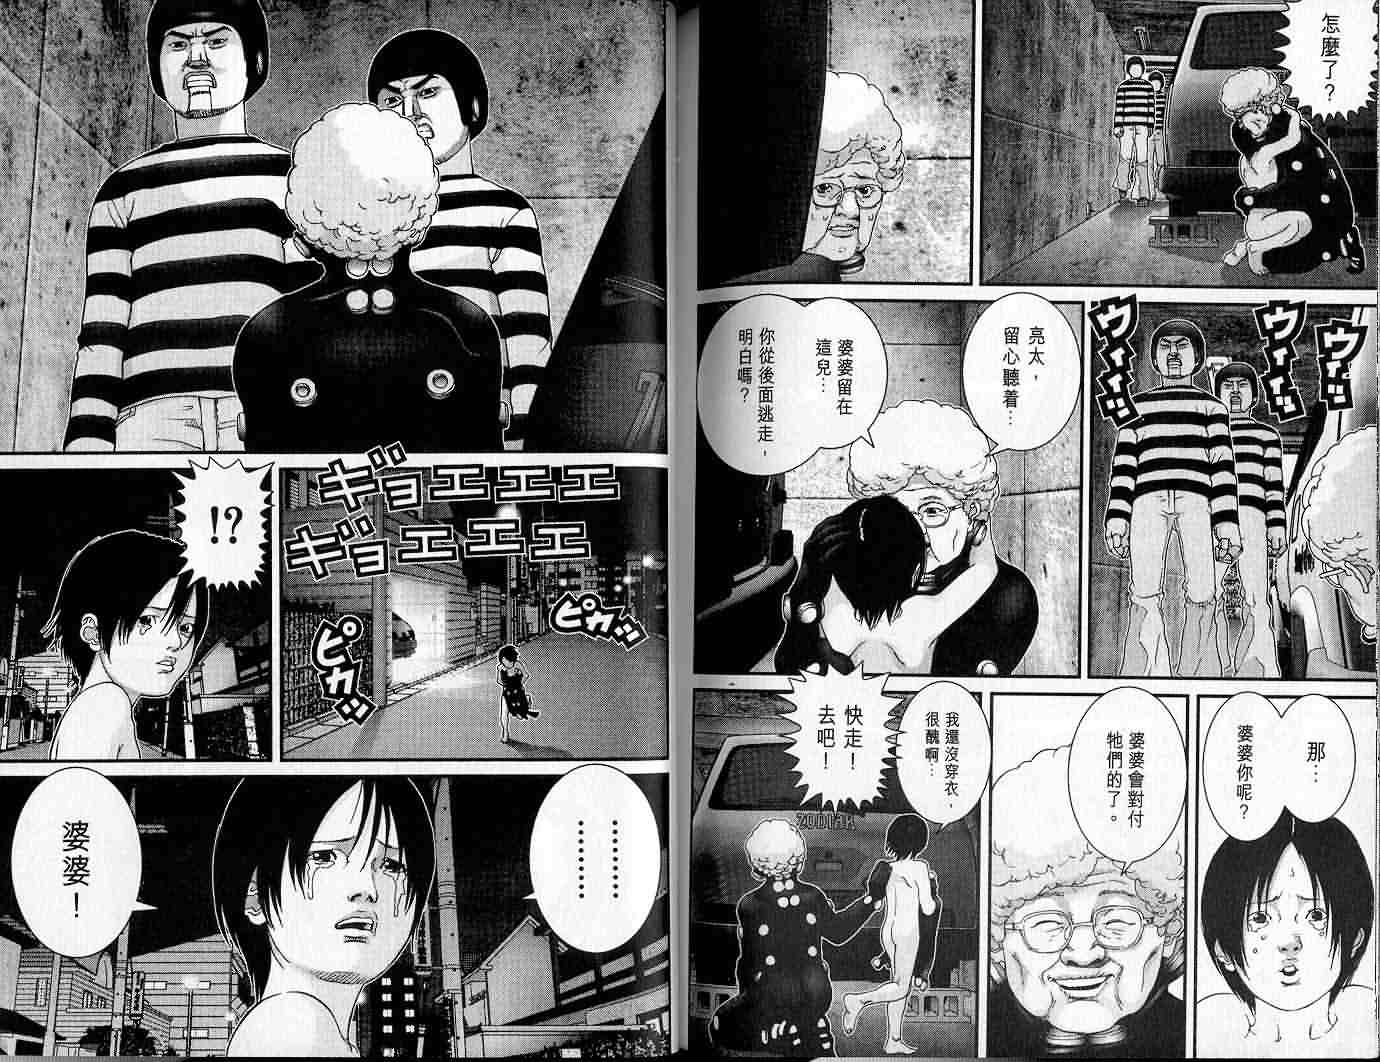 怎麼了？
ウィーッ
ウィーッ
ウィーッ
亮太，
留心聽着…
婆婆留在
這兒…
你從後面逃走，
明白嗎？
那…
婆婆你呢？
婆婆會對付
牠們的了。
我還沒穿衣，
很醜啊…
快走！
去吧！
ZODIAK
ギョエエエ
ギョエエエ
ピカッ
ピカッ
!?
…………
…………
婆婆！